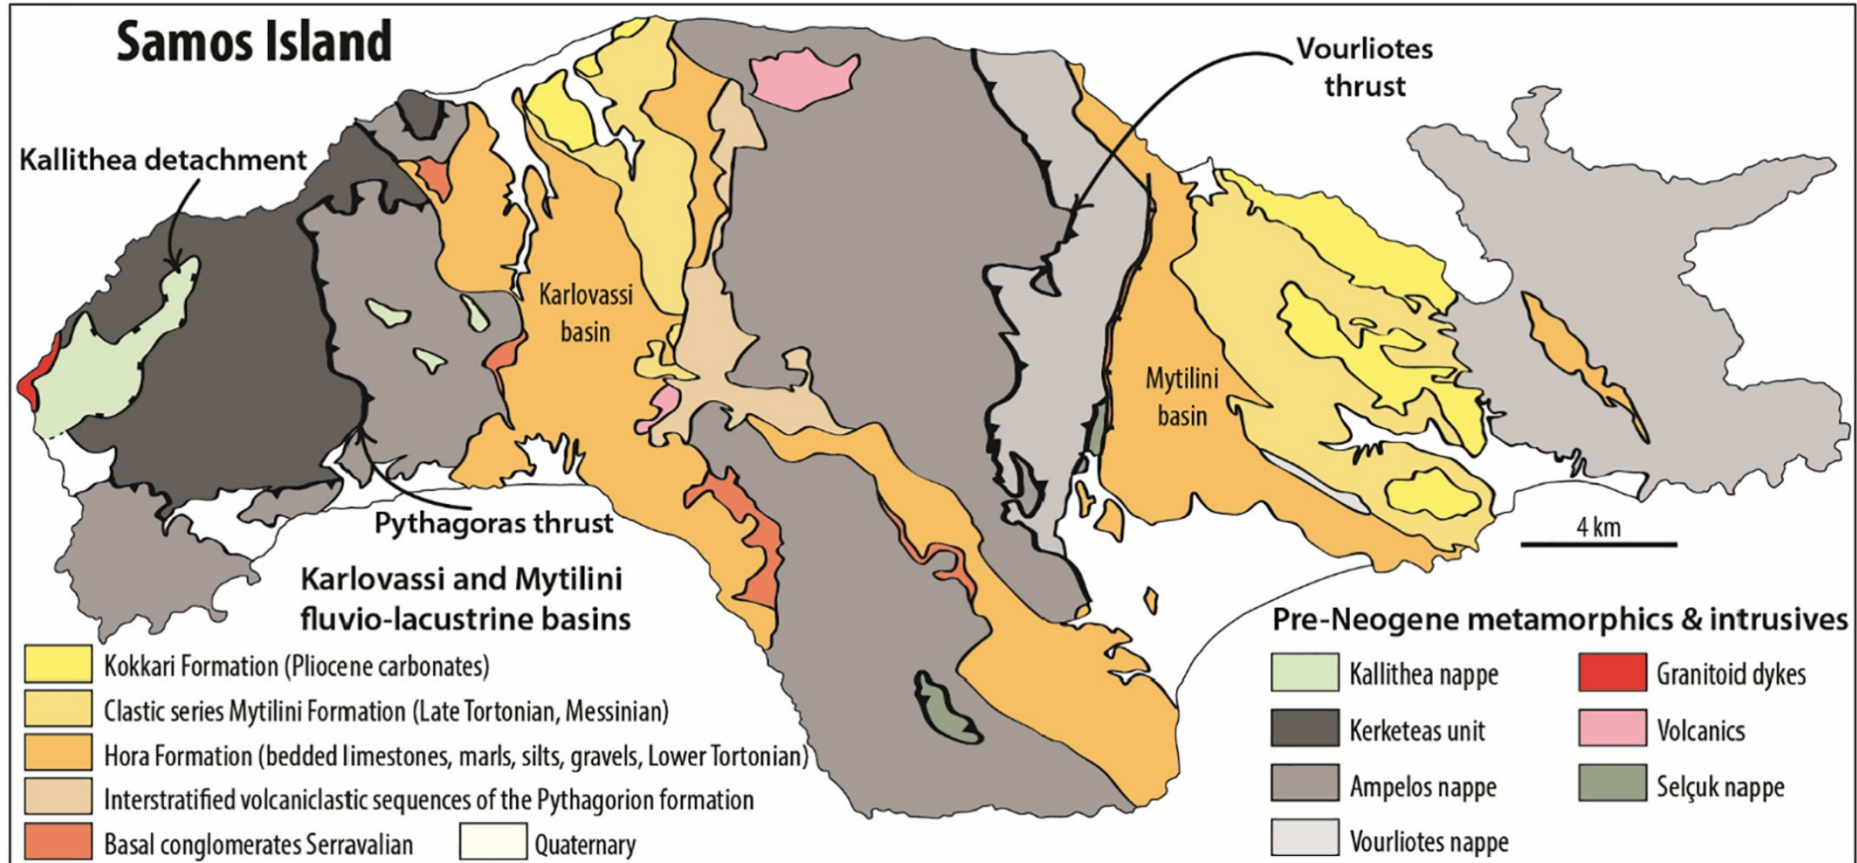 Samos Island
Vourliotes
thrust
Kallithea detachment
Karlovassi
basin
Mytilini
basin
Pythagoras thrust
4 km
Karlovassi and Mytilini
fluvio-lacustrine basins
Kokkari Formation (Pliocene carbonates)
Clastic series Mytilini Formation (Late Tortonian, Messinian)
Hora Formation (bedded limestones, marls, silts, gravels, Lower Tortonian)
Interstratified volcaniclastic sequences of the Pythagorion formation
Basal conglomerates Serravalian
Quaternary
Pre-Neogene metamorphics & intrusives
Kallithea nappe
Granitoid dykes
Kerketeas unit
Volcanics
Ampelos nappe
Selçuk nappe
Vourliotes nappe